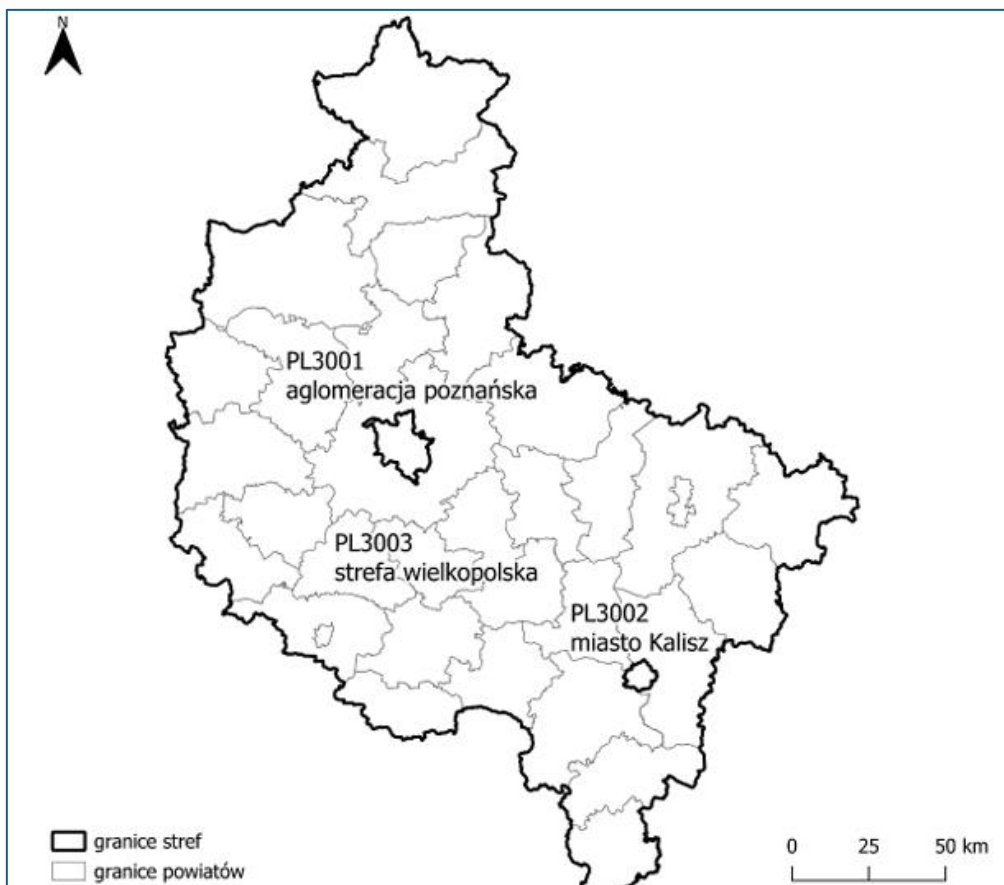 N
PL3001
aglomeracja poznańska
PL3003
strefa wielkopolska
PL3002
miasto Kalisz
granice stref
granice powiatów
0 25 50 km